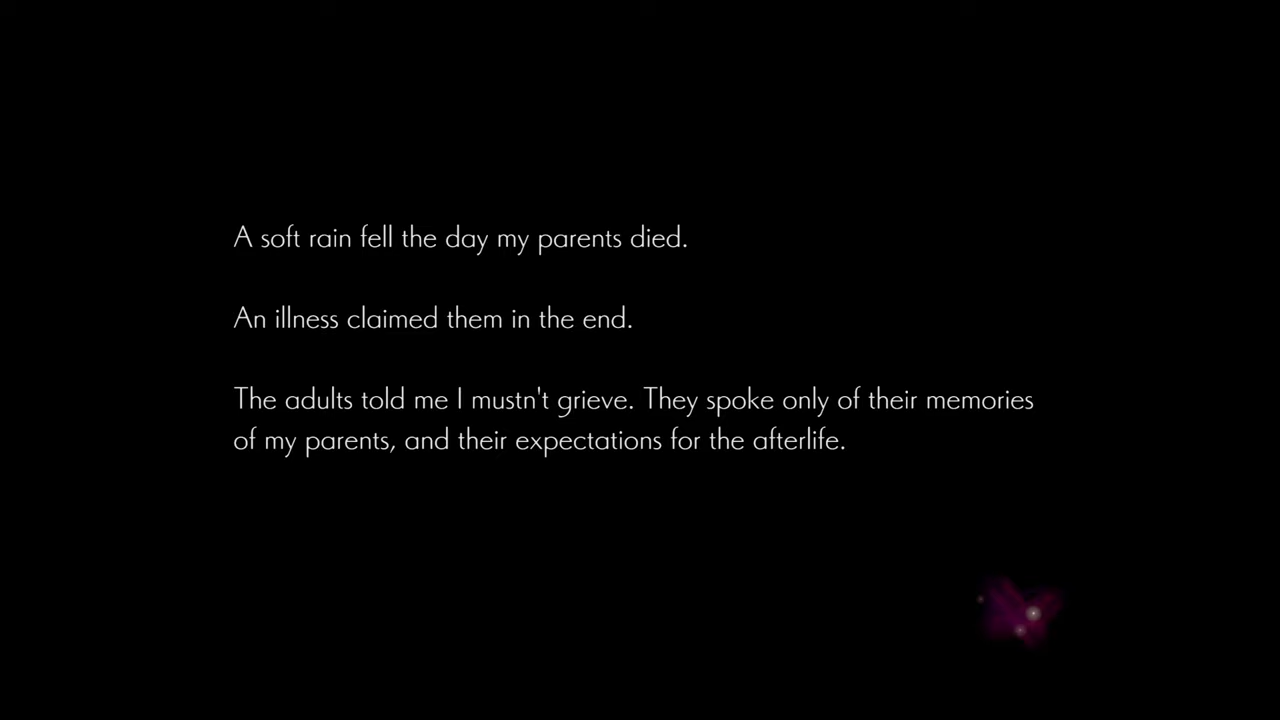 A soft rain fell the day my parents died.
An illness claimed them in the end.
The adults told me I mustn't grieve. They spoke only of their memories
of my parents, and their expectations for the afterlife.